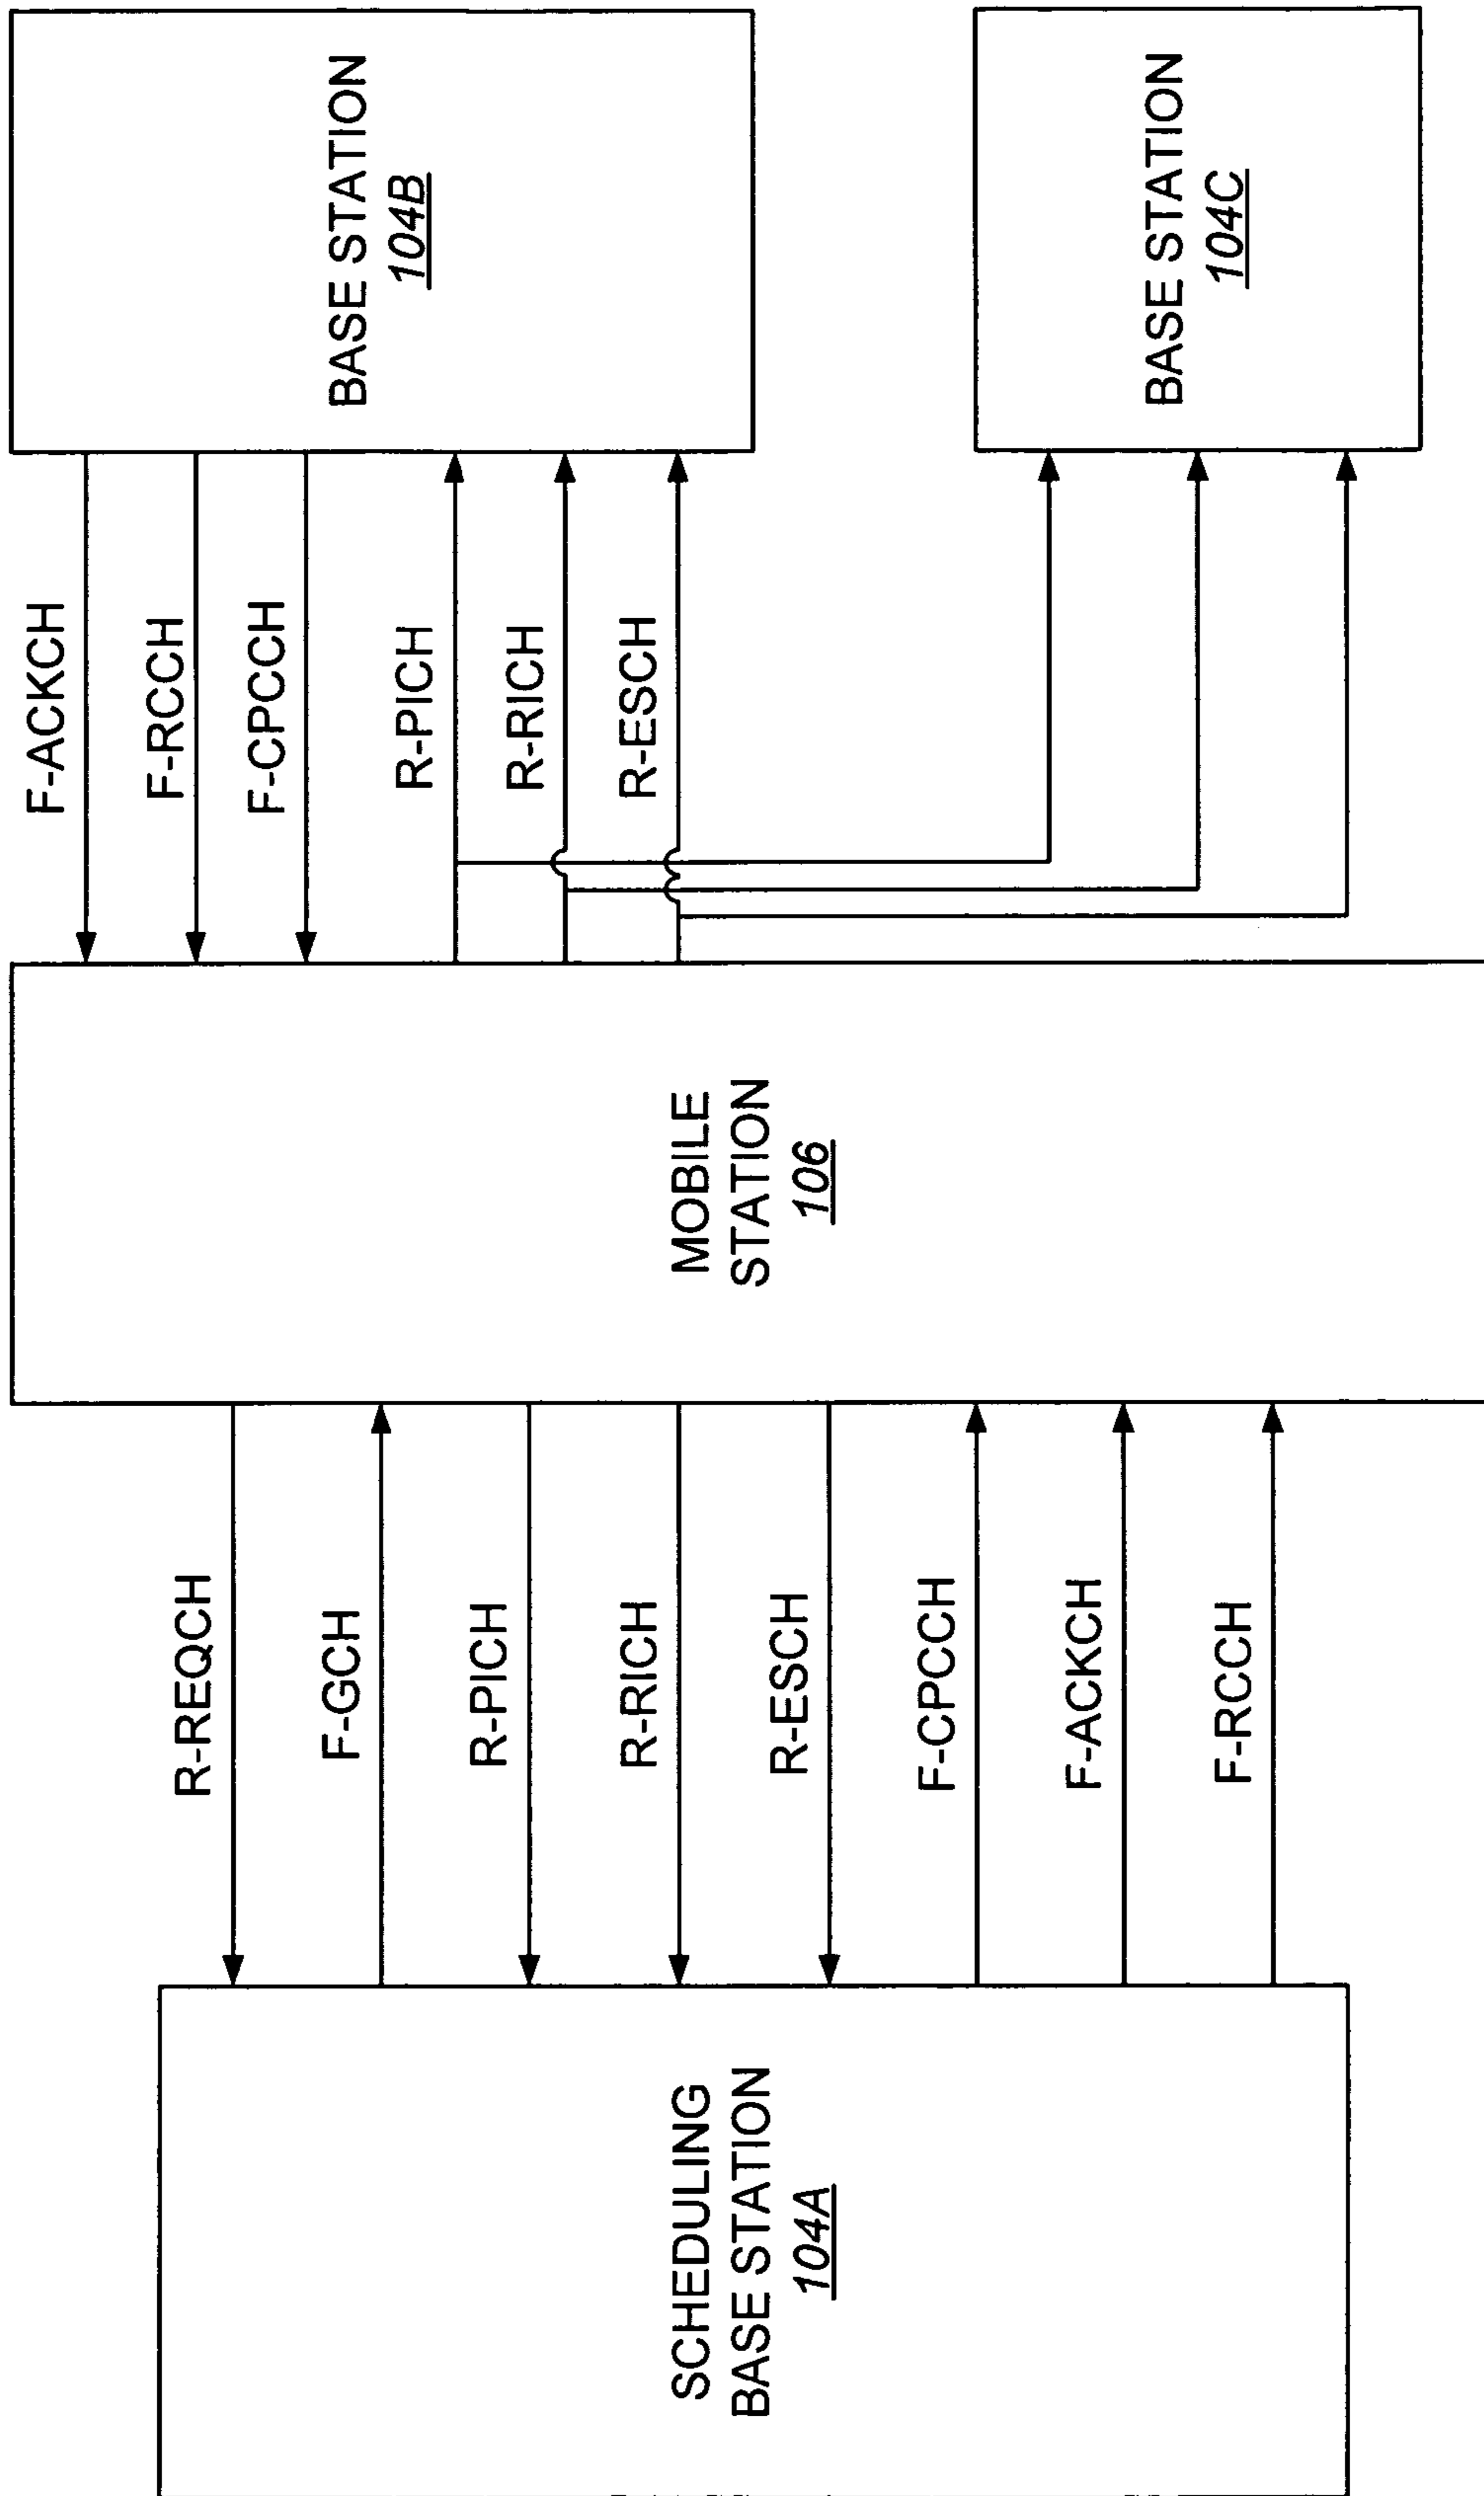 SCHEDULING
BASE STATION
104A
R-REQCH
F-GCH
R-PICH
R-RICH
R-ESCH
F-CPCCH
F-ACKCH
F-RCCH
MOBILE
STATION
106
F-ACKCH
F-RCCH
F-CPCCH
R-PICH
R-RICH
R-ESCH
BASE STATION
104B
BASE STATION
104C